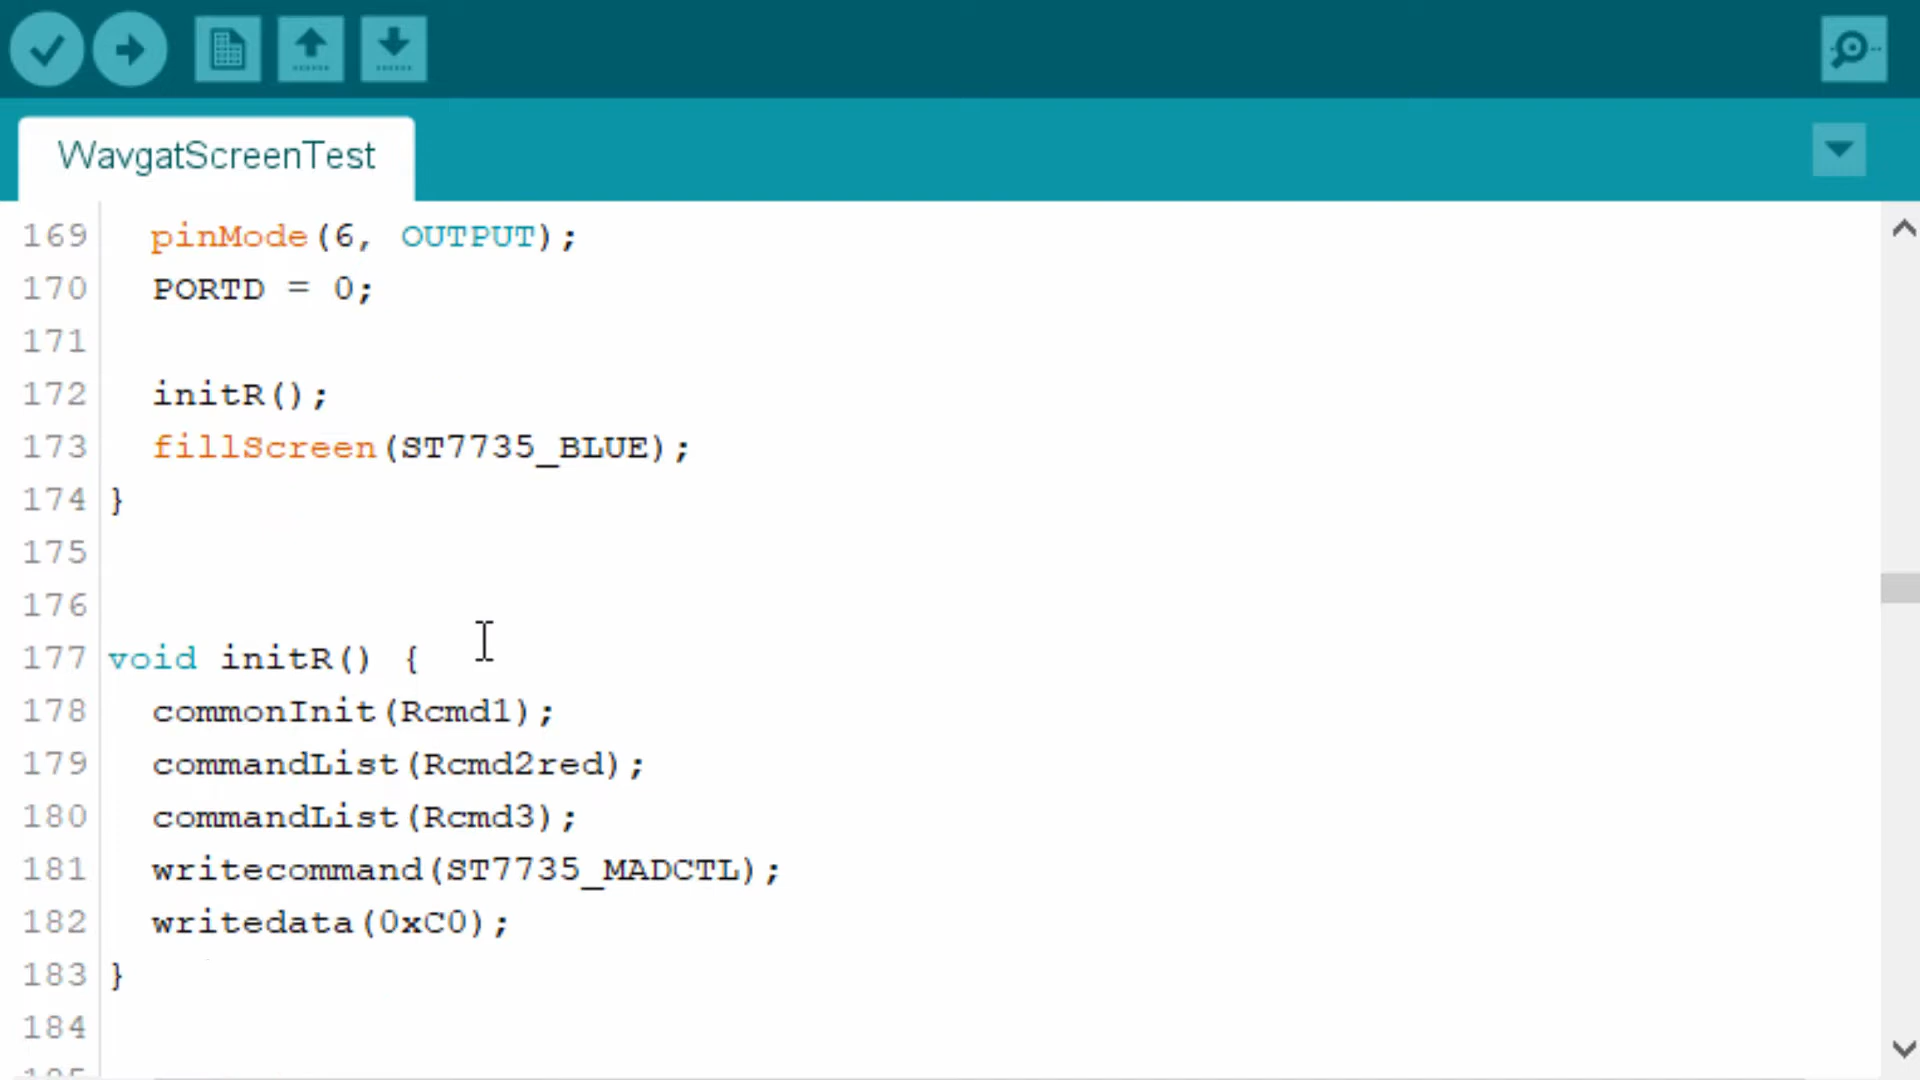 WavgatScreenTest
169 pinMode(6, OUTPUT);
170 PORTD = 0;
171
172 initR();
173 fillScreen(ST7735_BLUE);
174 }
175
176
177 void initR() {
178 commonInit(Rcmd1);
179 commandList(Rcmd2red);
180 commandList(Rcmd3);
181 writecommand(ST7735_MADCTL);
182 writedata(0xC0);
183 }
184